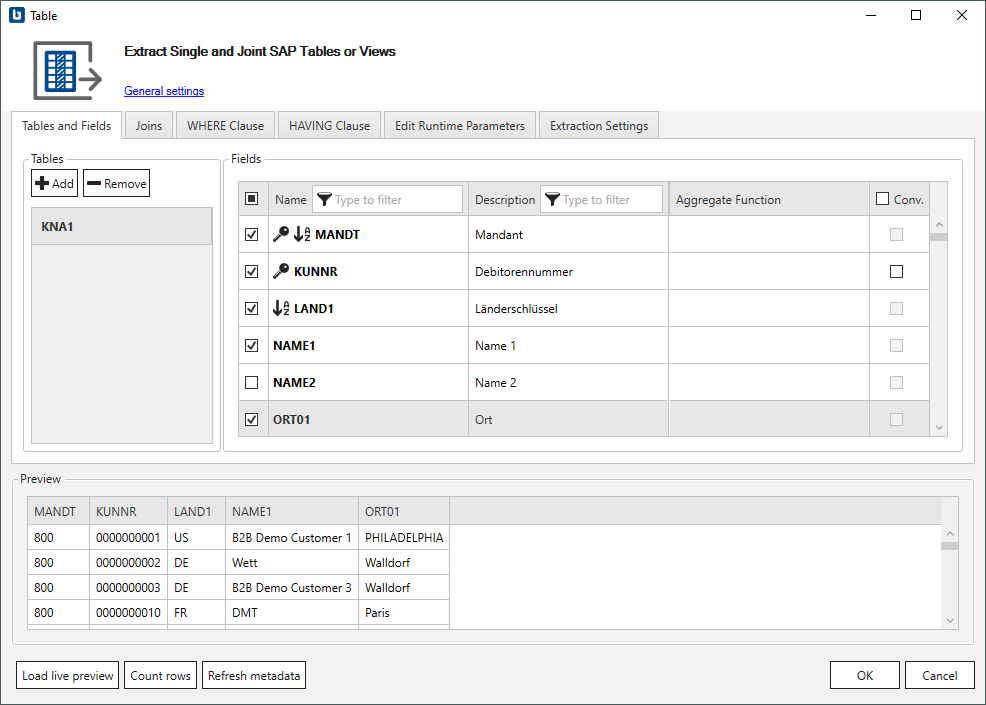 Table
Extract Single and Joint SAP Tables or Views
General settings
Tables and Fields Joins WHERE Clause HAVING Clause Edit Runtime Parameters Extraction Settings
Tables
Add Remove
KNA1
Fields
Name Type to filter Description Type to filter Aggregate Function Conv.
MANDT Mandant
KUNNR Debitorennummer
LAND1 Länderschlüssel
NAME1 Name 1
NAME2 Name 2
ORT01 Ort
Preview
MANDT KUNNR LAND1 NAME1 ORT01
800 0000000001 US B2B Demo Customer 1 PHILADELPHIA
800 0000000002 DE Wett Walldorf
800 0000000003 DE B2B Demo Customer 3 Walldorf
800 0000000010 FR DMT Paris
Load live preview Count rows Refresh metadata OK Cancel